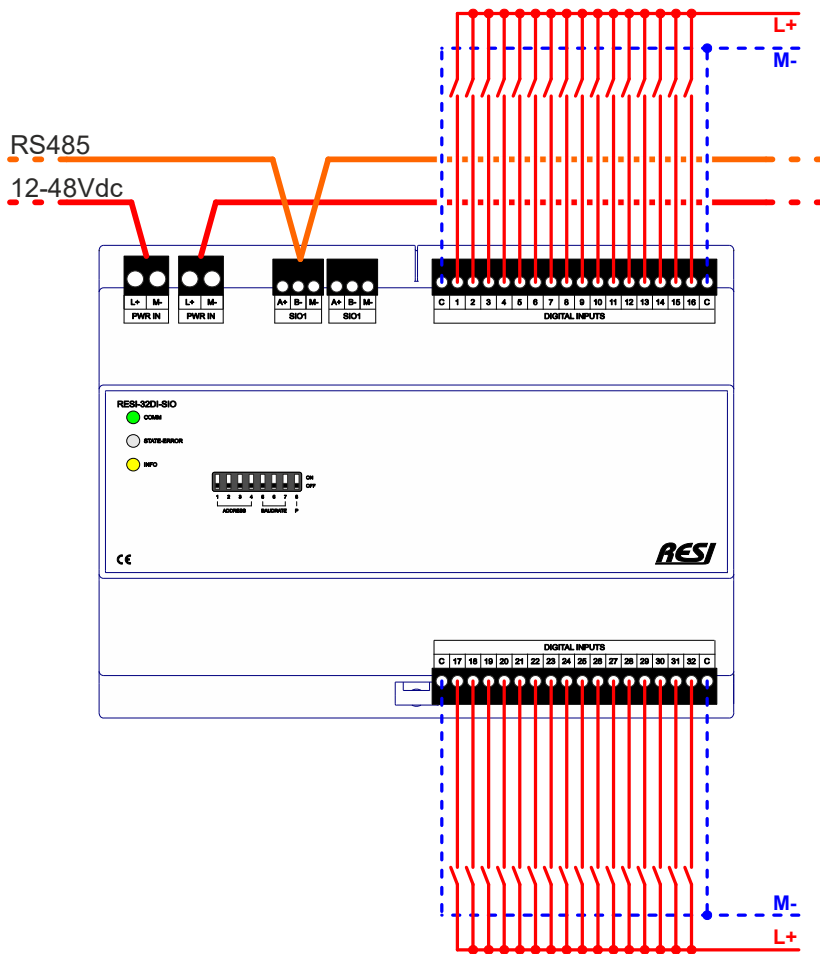 L+
M-
RS485
12-48Vdc
L+ M- L+ M- A+ B- M- A+ B- M- C 1 2 3 4 5 6 7 8 9 10 11 12 13 14 15 16 C
PWR IN PWR IN SIO1 SIO1 DIGITAL INPUTS
RESI-32DI-SIO
COMM
STATE-ERROR
INFO
ON
OFF
1 2 3 4 5 6 7 8
ADDRESS BAUDRATE P
CE RESI
DIGITAL INPUTS
C 17 18 19 20 21 22 23 24 25 26 27 28 29 30 31 32 C
M-
L+